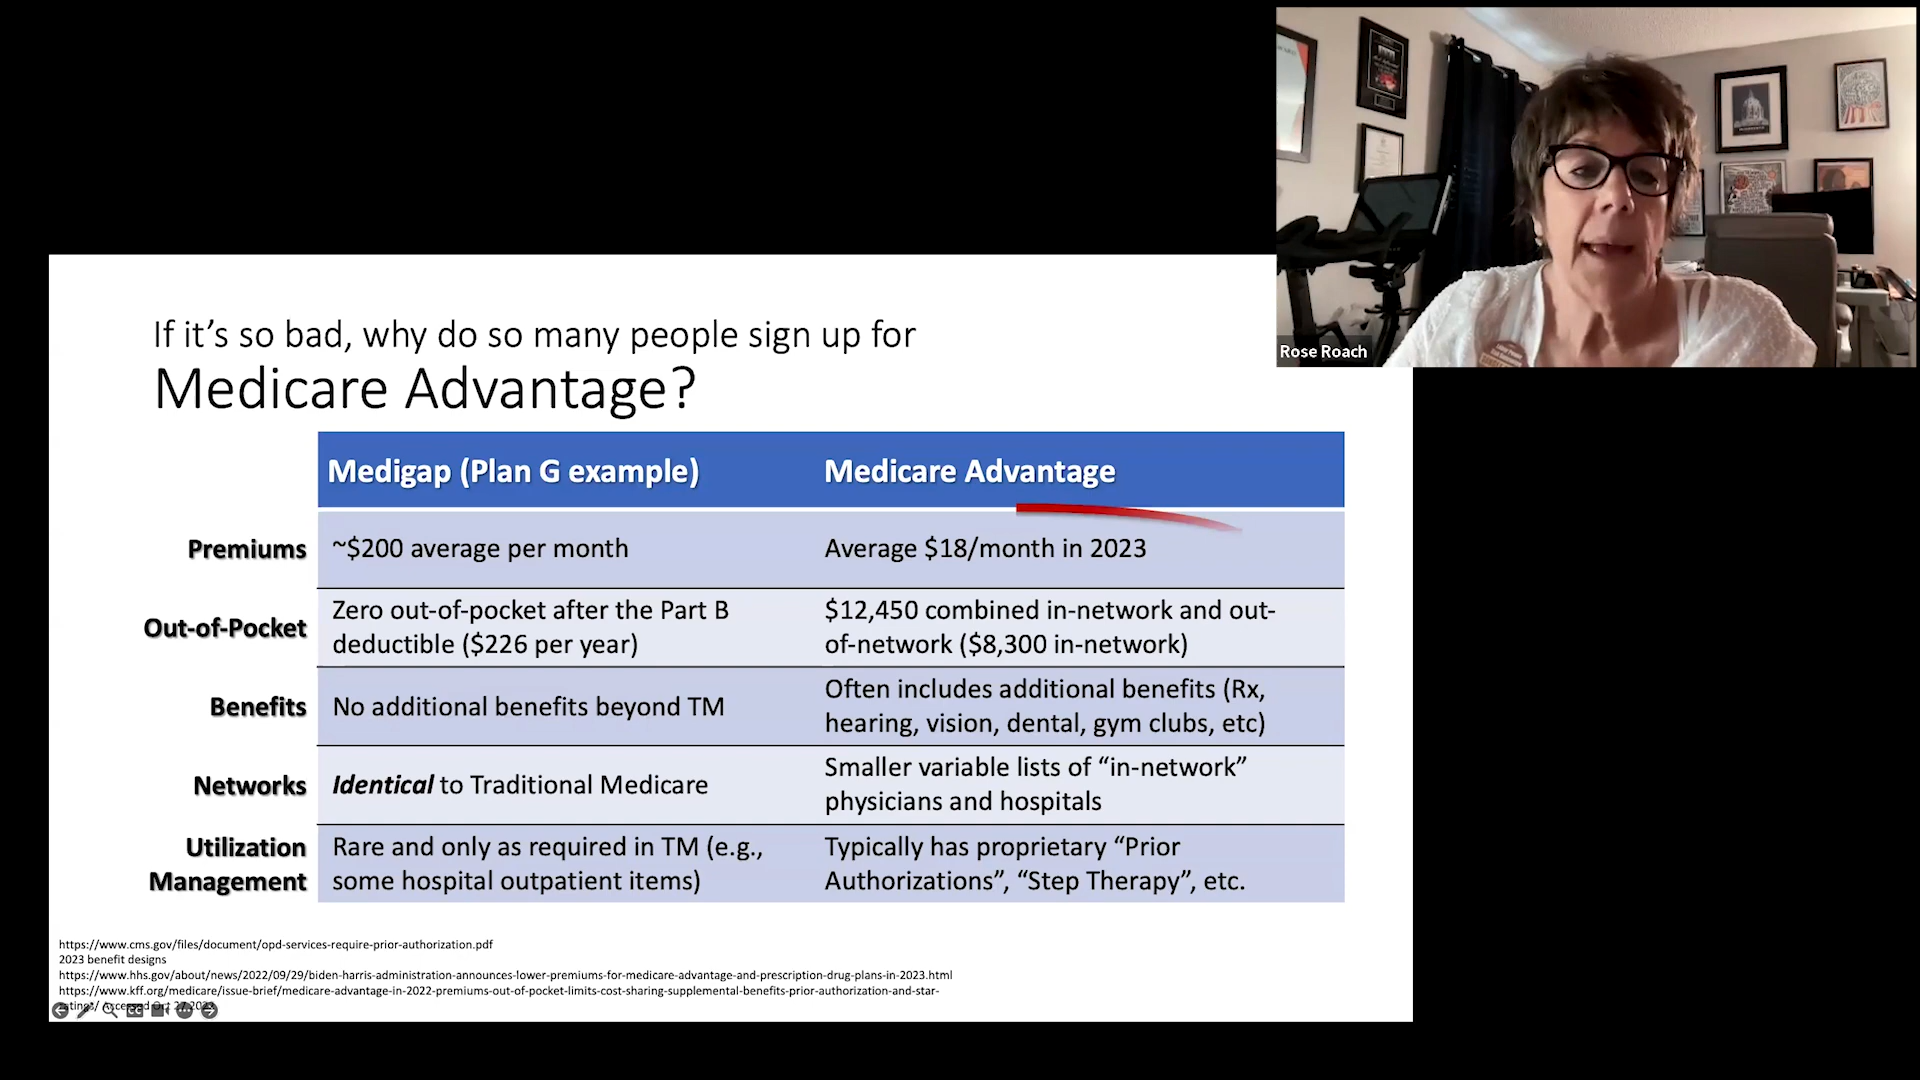 Rose Roach
If it's so bad, why do so many people sign up for
Medicare Advantage?
Medigap (Plan G example) Medicare Advantage
Premiums ~$200 average per month Average $18/month in 2023
Out-of-Pocket Zero out-of-pocket after the Part B deductible ($226 per year) $12,450 combined in-network and out-of-network ($8,300 in-network)
Benefits No additional benefits beyond TM Often includes additional benefits (Rx, hearing, vision, dental, gym clubs, etc)
Networks Identical to Traditional Medicare Smaller variable lists of “in-network” physicians and hospitals
Utilization Management Rare and only as required in TM (e.g., some hospital outpatient items) Typically has proprietary “Prior Authorizations”, “Step Therapy”, etc.
https://www.cms.gov/files/document/opd-services-require-prior-authorization.pdf
2023 benefit designs
https://www.hhs.gov/about/news/2022/09/29/biden-harris-administration-announces-lower-premiums-for-medicare-advantage-and-prescription-drug-plans-in-2023.html
https://www.kff.org/medicare/issue-brief/medicare-advantage-in-2022-premiums-out-of-pocket-limits-cost-sharing-supplemental-benefits-prior-authorization-and-star-
ratings/ Accessed Oct